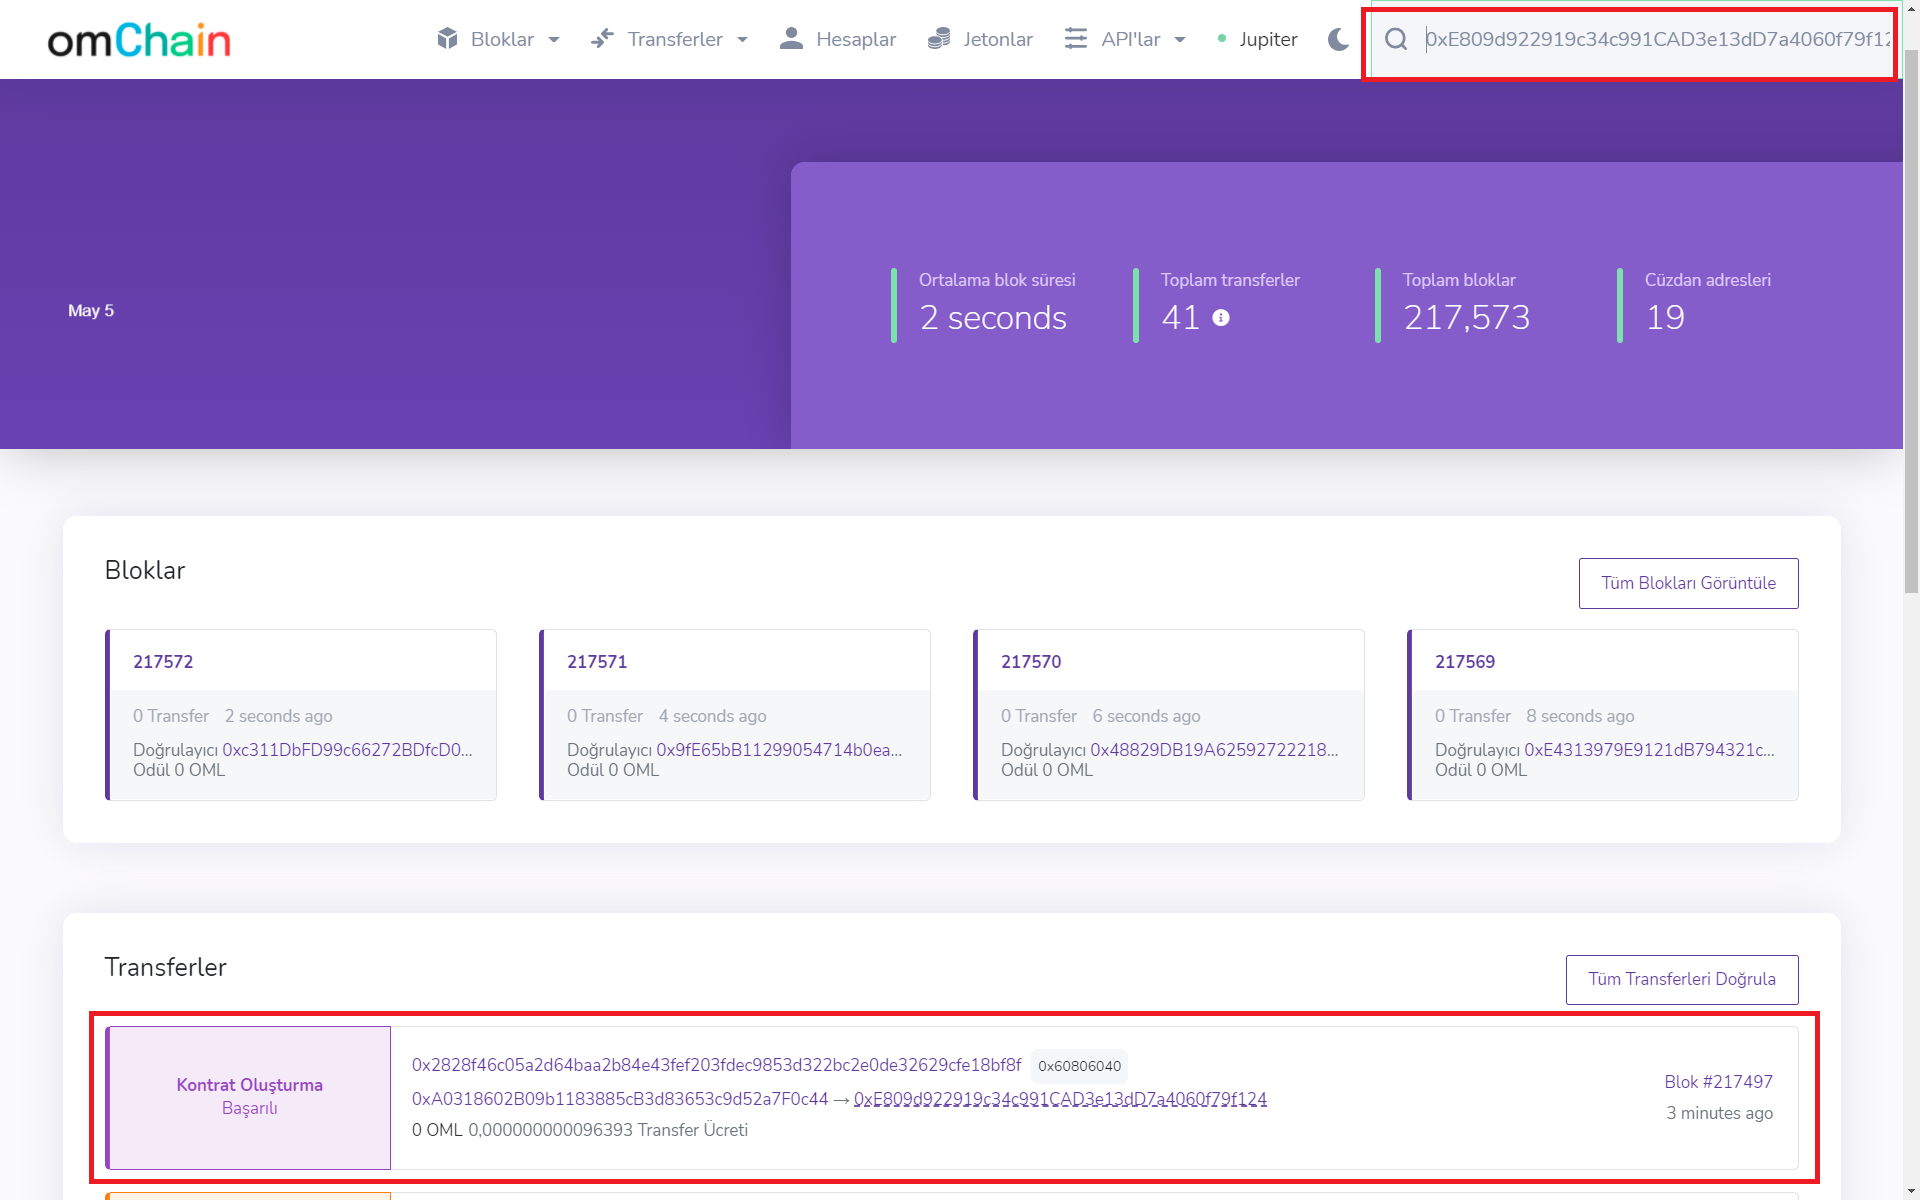 omChain
Bloklar
Transferler
Hesaplar
Jetonlar
API'lar
Jupiter
0xE809d922919c34c991CAD3e13dD7a4060f79f12
May 5
Ortalama blok süresi
2 seconds
Toplam transferler
41
Toplam bloklar
217,573
Cüzdan adresleri
19
Bloklar
Tüm Blokları Görüntüle
217572
0 Transfer 2 seconds ago
Doğrulayıcı 0xc311DbFD99c66272BDfcD0...
Odül 0 OML
217571
0 Transfer 4 seconds ago
Doğrulayıcı 0x9fE65bB11299054714b0ea...
Odül 0 OML
217570
0 Transfer 6 seconds ago
Doğrulayıcı 0x48829DB19A62592722218...
Odül 0 OML
217569
0 Transfer 8 seconds ago
Doğrulayıcı 0xE4313979E9121dB794321c...
Odül 0 OML
Transferler
Tüm Transferleri Doğrula
Kontrat Oluşturma
Başarılı
0x2828f46c05a2d64baa2b84e43fef203fdec9853d322bc2e0de32629cfe18bf8f 0x60806040
0xA0318602B09b1183885cB3d83653c9d52a7F0c44 → 0xE809d922919c34c991CAD3e13dD7a4060f79f124
0 OML 0,000000000096393 Transfer Ücreti
Blok #217497
3 minutes ago